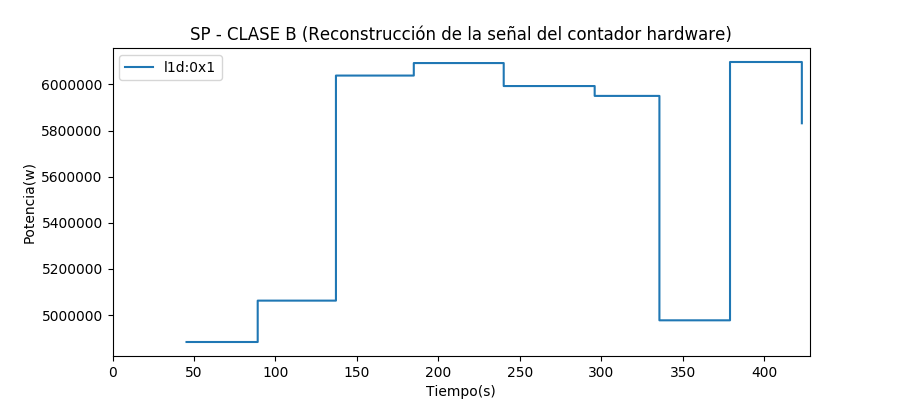 SP - CLASE B (Reconstrucción de la señal del contador hardware)
l1d:0x1
6000000
5800000
5600000
5400000
5200000
5000000
Potencia(w)
0 50 100 150 200 250 300 350 400
Tiempo(s)